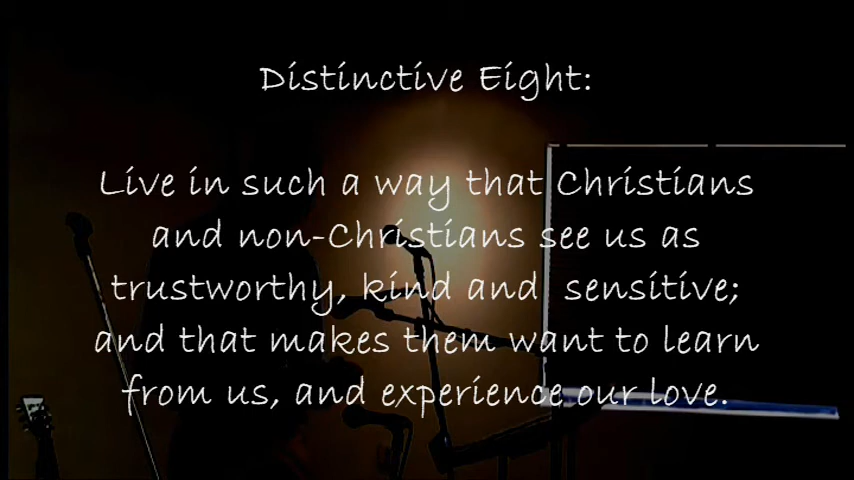 Distinctive Eight:
Live in such a way that Christians
and non-Christians see us as
trustworthy, kind and  sensitive;
and that makes them want to learn
from us, and experience our love.